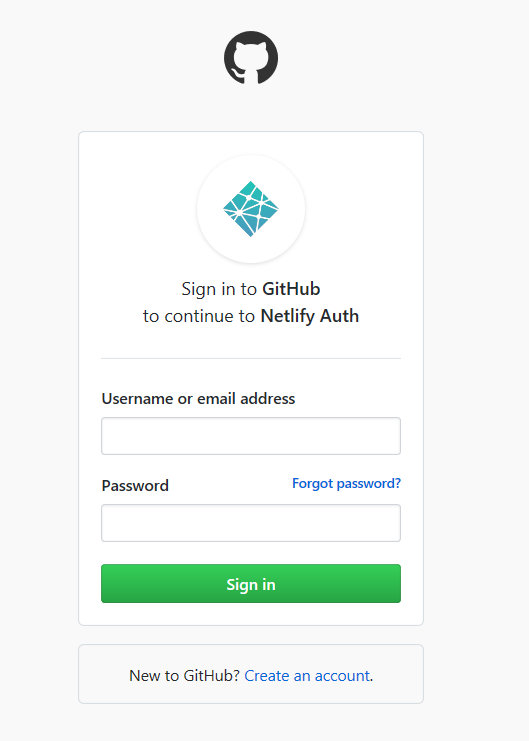 Sign in to GitHub
to continue to Netlify Auth
Username or email address
Password Forgot password?
Sign in
New to GitHub? Create an account.